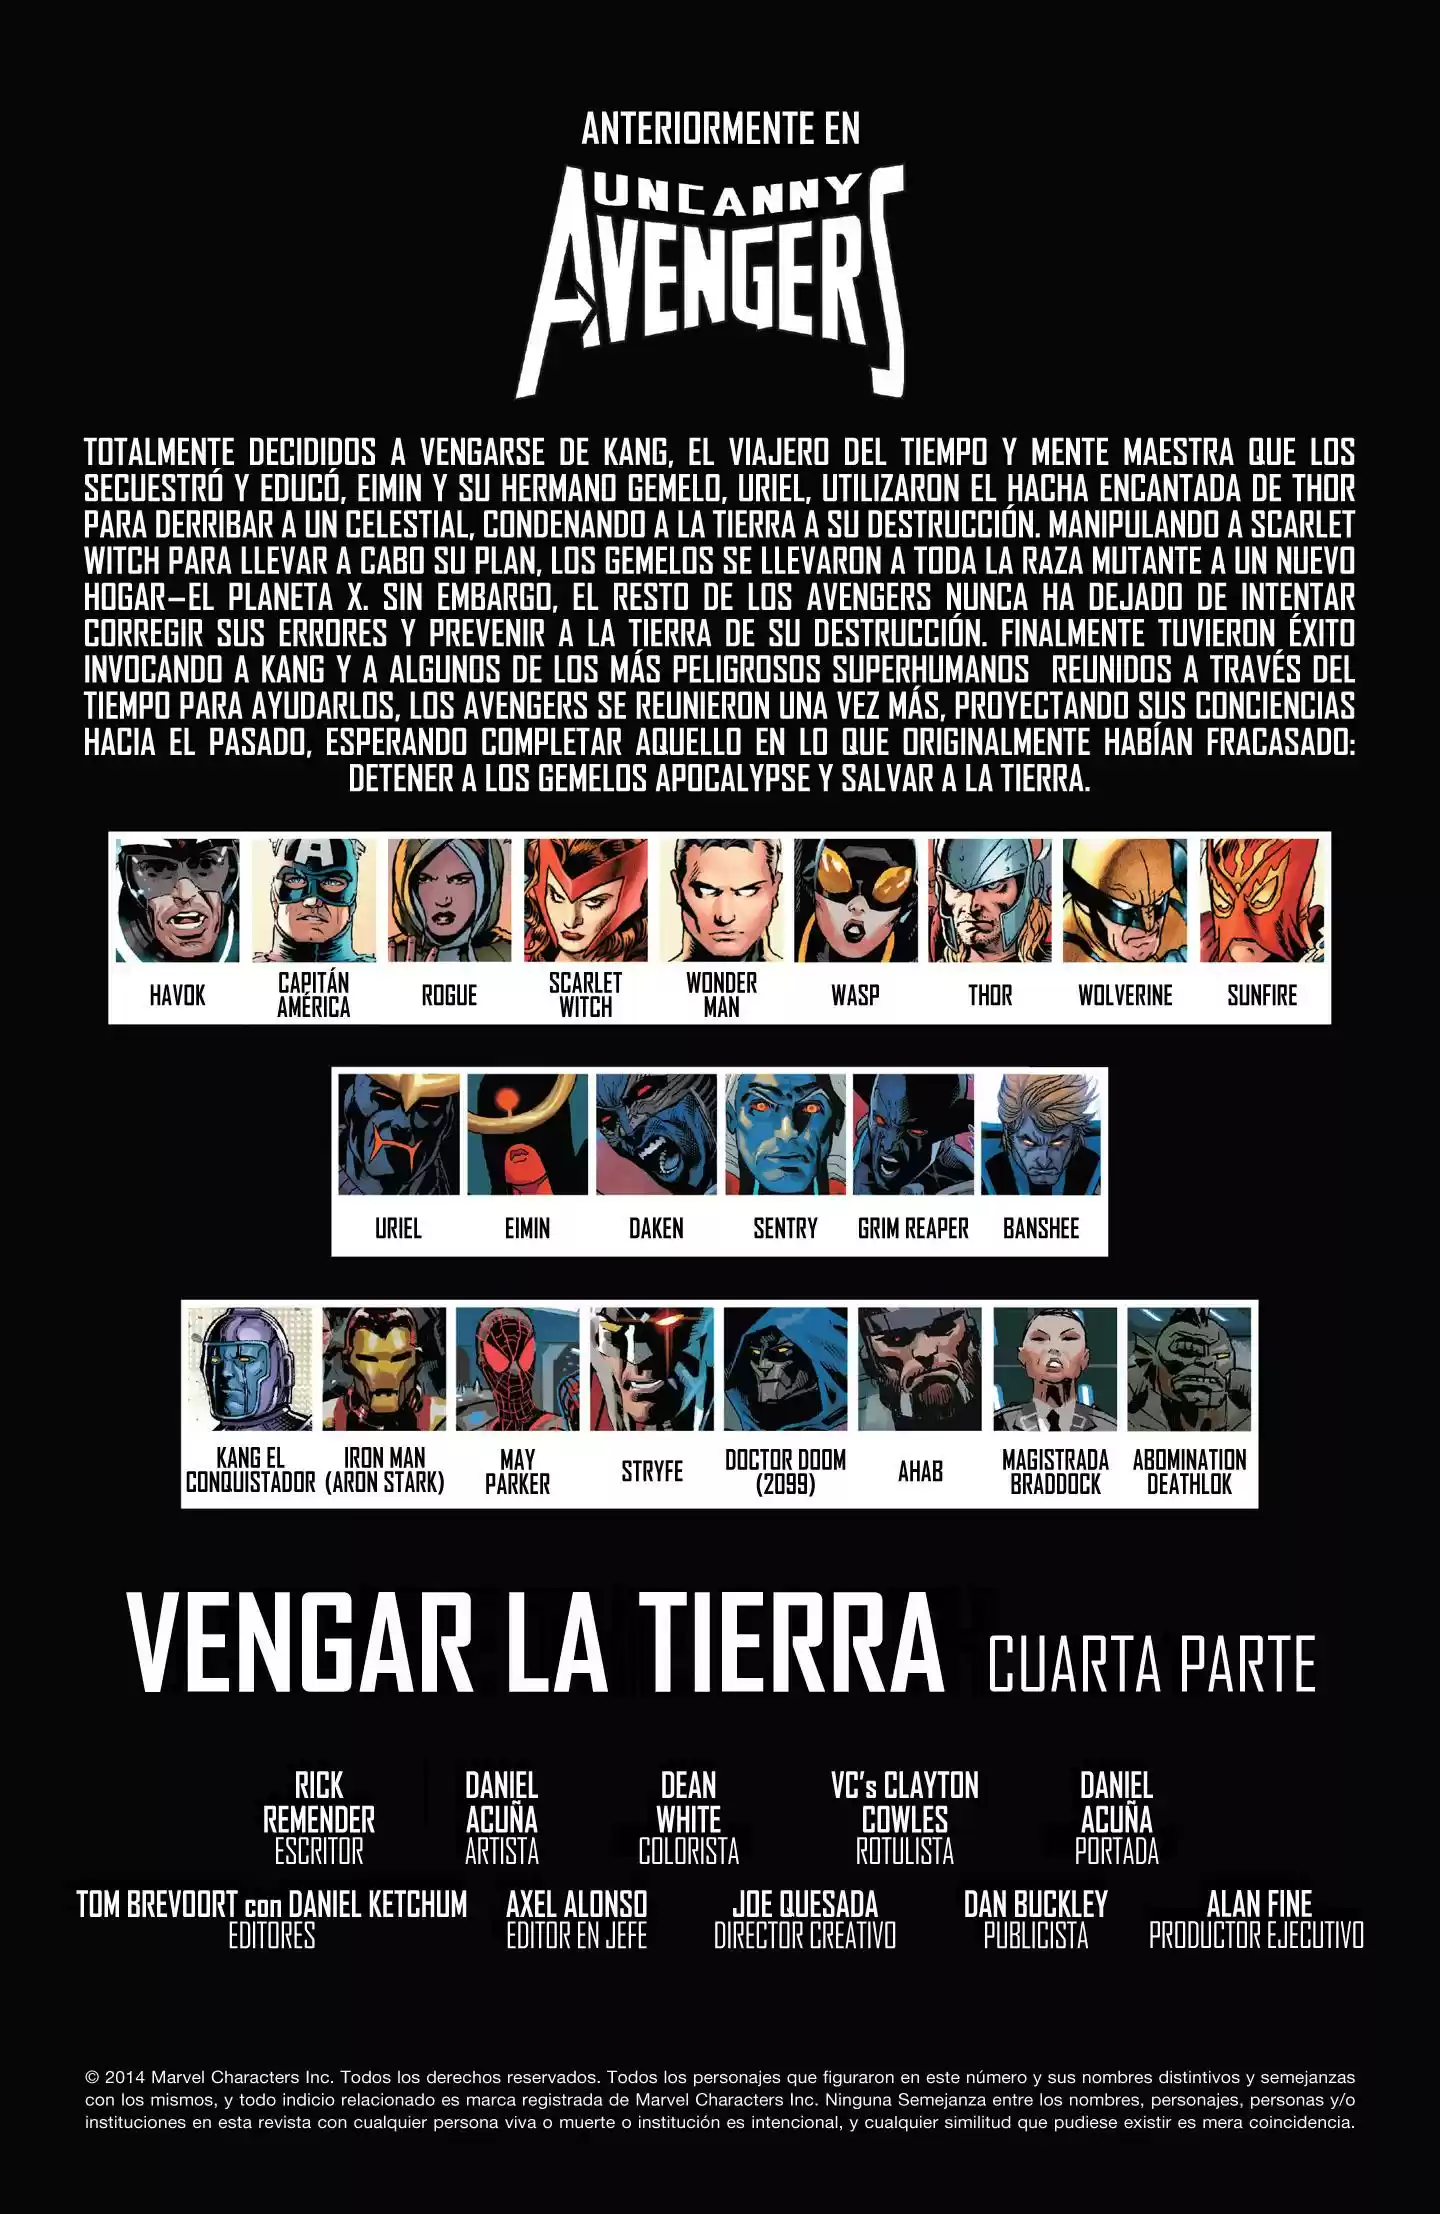 ANTERIORMENTE EN
UNCANNY
AVENGERS
TOTALMENTE DECIDIDOS A VENGARSE DE KANG, EL VIAJERO DEL TIEMPO Y MENTE MAESTRA QUE LOS
SECUESTRÓ Y EDUCÓ, EIMIN Y SU HERMANO GEMELO, URIEL, UTILIZARON EL HACHA ENCANTADA DE THOR
PARA DERRIBAR A UN CELESTIAL, CONDENANDO A LA TIERRA A SU DESTRUCCIÓN. MANIPULANDO A SCARLET
WITCH PARA LLEVAR A CABO SU PLAN, LOS GEMELOS SE LLEVARON A TODA LA RAZA MUTANTE A UN NUEVO
HOGAR—EL PLANETA X. SIN EMBARGO, EL RESTO DE LOS AVENGERS NUNCA HA DEJADO DE INTENTAR
CORREGIR SUS ERRORES Y PREVENIR A LA TIERRA DE SU DESTRUCCIÓN. FINALMENTE TUVIERON ÉXITO
INVOCANDO A KANG Y A ALGUNOS DE LOS MÁS PELIGROSOS SUPERHUMANOS REUNIDOS A TRAVÉS DEL
TIEMPO PARA AYUDARLOS, LOS AVENGERS SE REUNIERON UNA VEZ MÁS, PROYECTANDO SUS CONCIENCIAS
HACIA EL PASADO, ESPERANDO COMPLETAR AQUELLO EN LO QUE ORIGINALMENTE HABÍAN FRACASADO:
DETENER A LOS GEMELOS APOCALYPSE Y SALVAR A LA TIERRA.
HAVOK
CAPITÁN
AMÉRICA
ROGUE
SCARLET
WITCH
WONDER
MAN
WASP
THOR
WOLVERINE
SUNFIRE
URIEL
EIMIN
DAKEN
SENTRY
GRIM REAPER
BANSHEE
KANG EL
CONQUISTADOR
IRON MAN
(ARON STARK)
MAY
PARKER
STRYFE
DOCTOR DOOM
(2099)
AHAB
MAGISTRADA
BRADDOCK
ABOMINATION
DEATHLOK
VENGAR LA TIERRA CUARTA PARTE
RICK
REMENDER
ESCRITOR
DANIEL
ACUÑA
ARTISTA
DEAN
WHITE
COLORISTA
VC's CLAYTON
COWLES
ROTULISTA
DANIEL
ACUÑA
PORTADA
TOM BREVOORT con DANIEL KETCHUM
EDITORES
AXEL ALONSO
EDITOR EN JEFE
JOE QUESADA
DIRECTOR CREATIVO
DAN BUCKLEY
PUBLICISTA
ALAN FINE
PRODUCTOR EJECUTIVO
© 2014 Marvel Characters Inc. Todos los derechos reservados. Todos los personajes que figuraron en este número y sus nombres distintivos y semejanzas
con los mismos, y todo indicio relacionado es marca registrada de Marvel Characters Inc. Ninguna Semejanza entre los nombres, personajes, personas y/o
instituciones en esta revista con cualquier persona viva o muerte o institución es intencional, y cualquier similitud que pudiese existir es mera coincidencia.